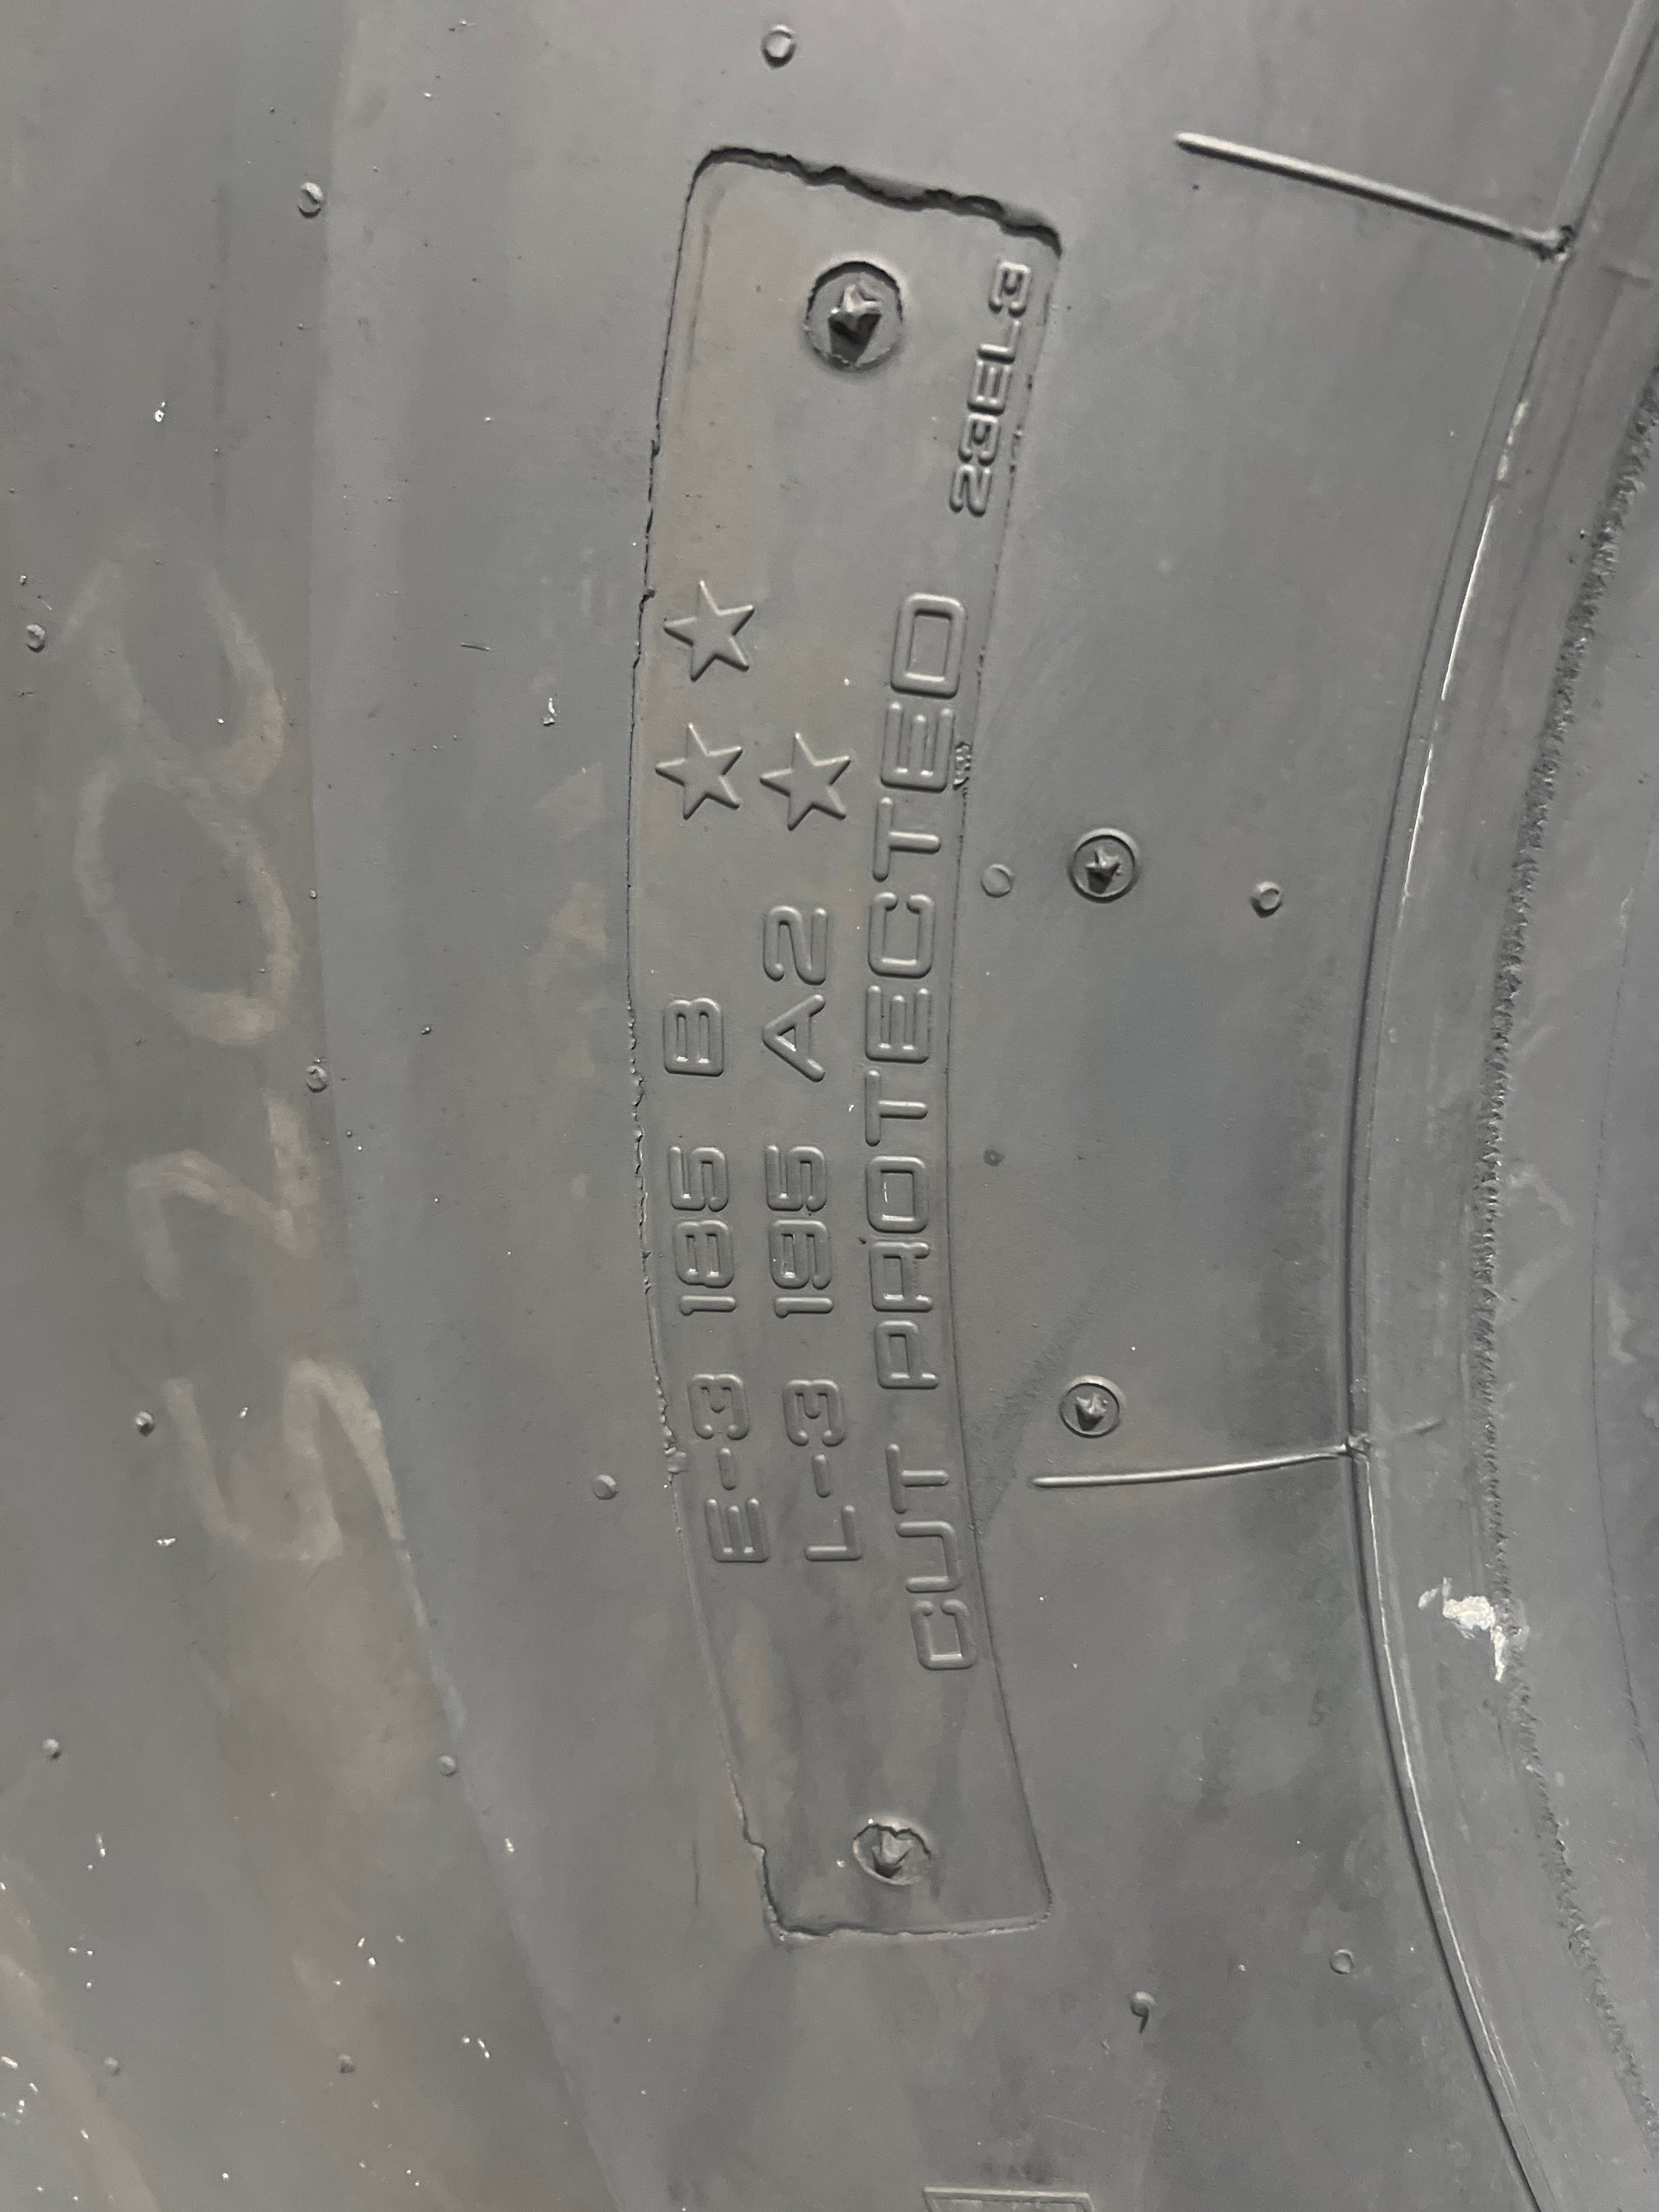 E-3 185 B ★★
L-3 195 A2 ★
CUT PROTECTED
23EL3